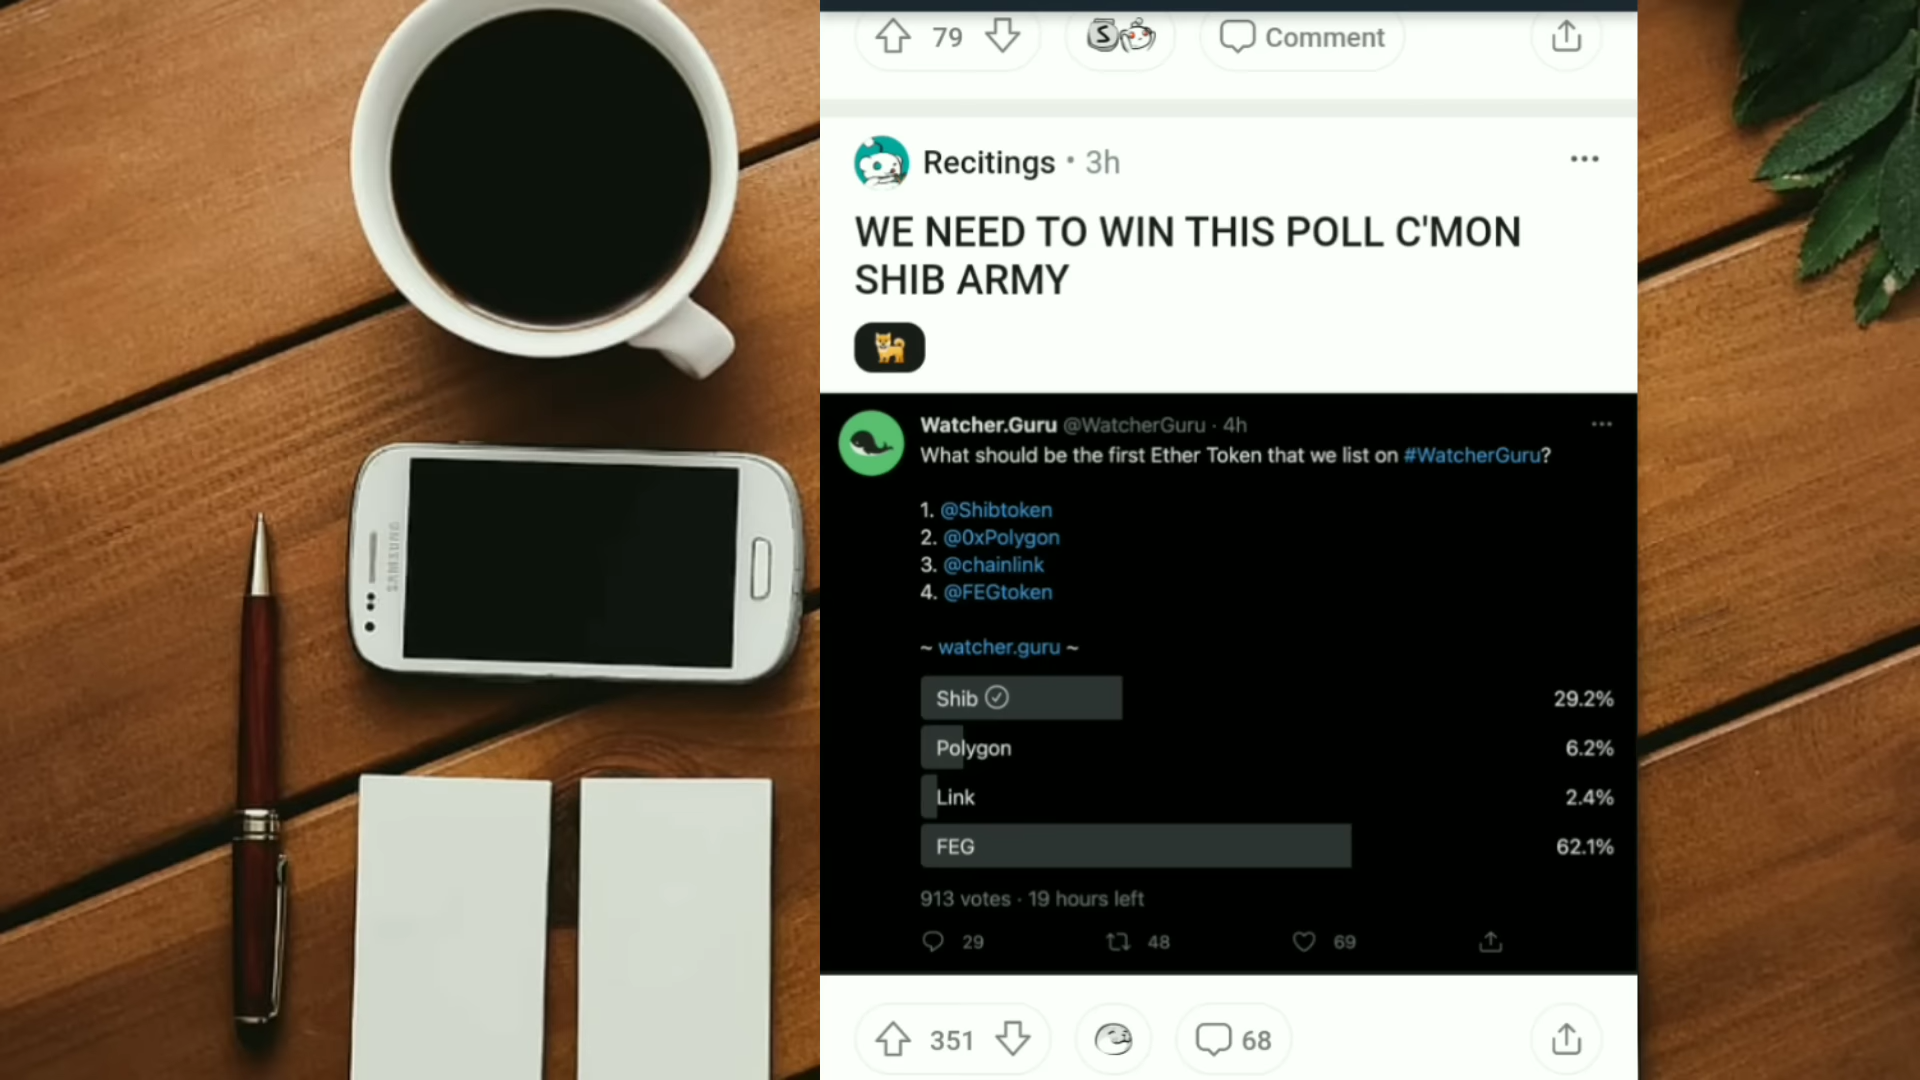 79
Comment
Recitings • 3h
WE NEED TO WIN THIS POLL C'MON
SHIB ARMY
Watcher.Guru @WatcherGuru · 4h
What should be the first Ether Token that we list on #WatcherGuru?
1. @Shibtoken
2. @0xPolygon
3. @chainlink
4. @FEGtoken
~ watcher.guru ~
Shib 29.2%
Polygon 6.2%
Link 2.4%
FEG 62.1%
913 votes · 19 hours left
29 48 69
351 68
SAMSUNG